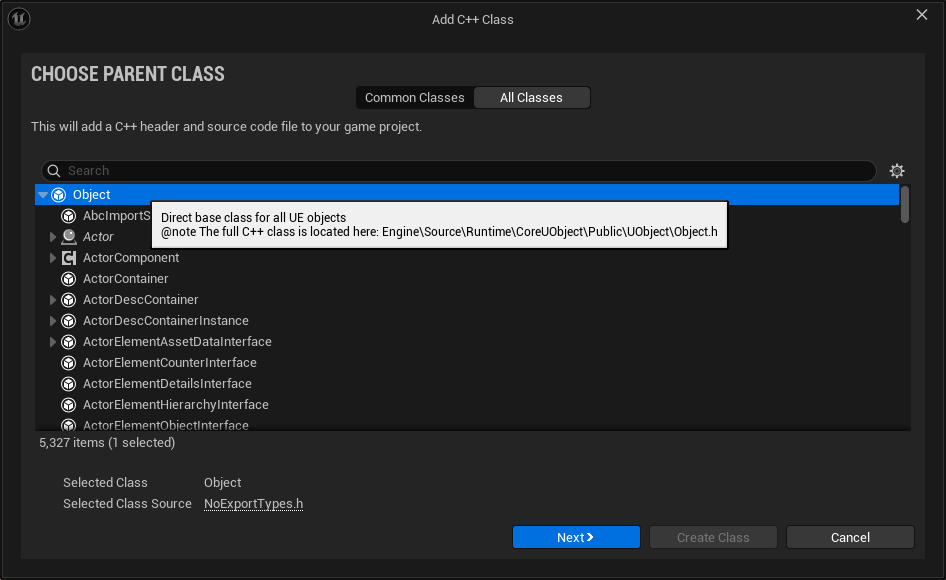 Add C++ Class
CHOOSE PARENT CLASS
Common Classes
All Classes
This will add a C++ header and source code file to your game project.
Search
Object
AbcImportS
Direct base class for all UE objects
@note The full C++ class is located here: Engine\Source\Runtime\CoreUObject\Public\UObject\Object.h
Actor
ActorComponent
ActorContainer
ActorDescContainer
ActorDescContainerInstance
ActorElementAssetDataInterface
ActorElementCounterInterface
ActorElementDetailsInterface
ActorElementHierarchyInterface
ActorElementObjectInterface
5,327 items (1 selected)
Selected Class Object
Selected Class Source NoExportTypes.h
Next
Create Class
Cancel